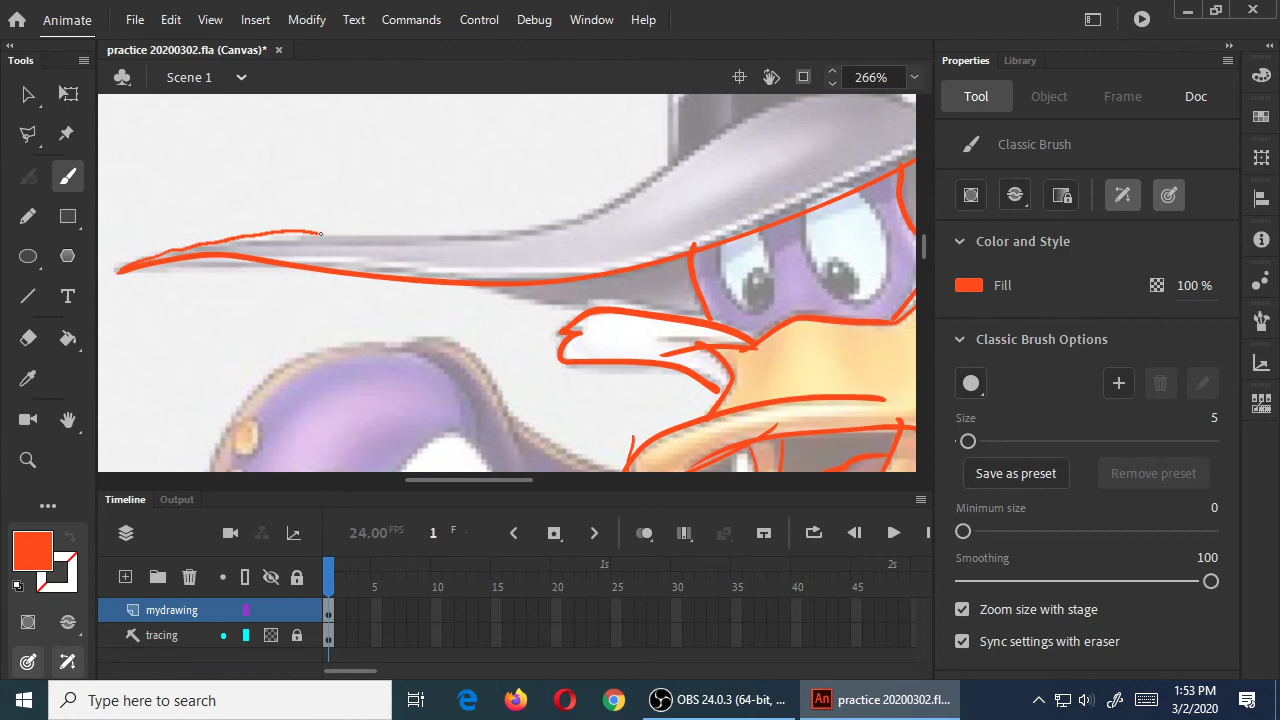 Animate File Edit View Insert Modify Text Commands Control Debug Window Help
practice 20200302.fla (Canvas)* ×
Tools
Scene 1 266%
Properties Library
Tool Object Frame Doc
Classic Brush
Color and Style
Fill 100 %
Classic Brush Options
Size 5
Save as preset Remove preset
Minimum size 0
Smoothing 100
Zoom size with stage
Sync settings with eraser
Timeline Output
24.00 FPS 1 F
1s 2s
5 10 15 20 25 30 35 40 45
mydrawing
tracing
Type here to search
OBS 24.0.3 (64-bit, ...
An practice 20200302.fl...
1:53 PM
3/2/2020